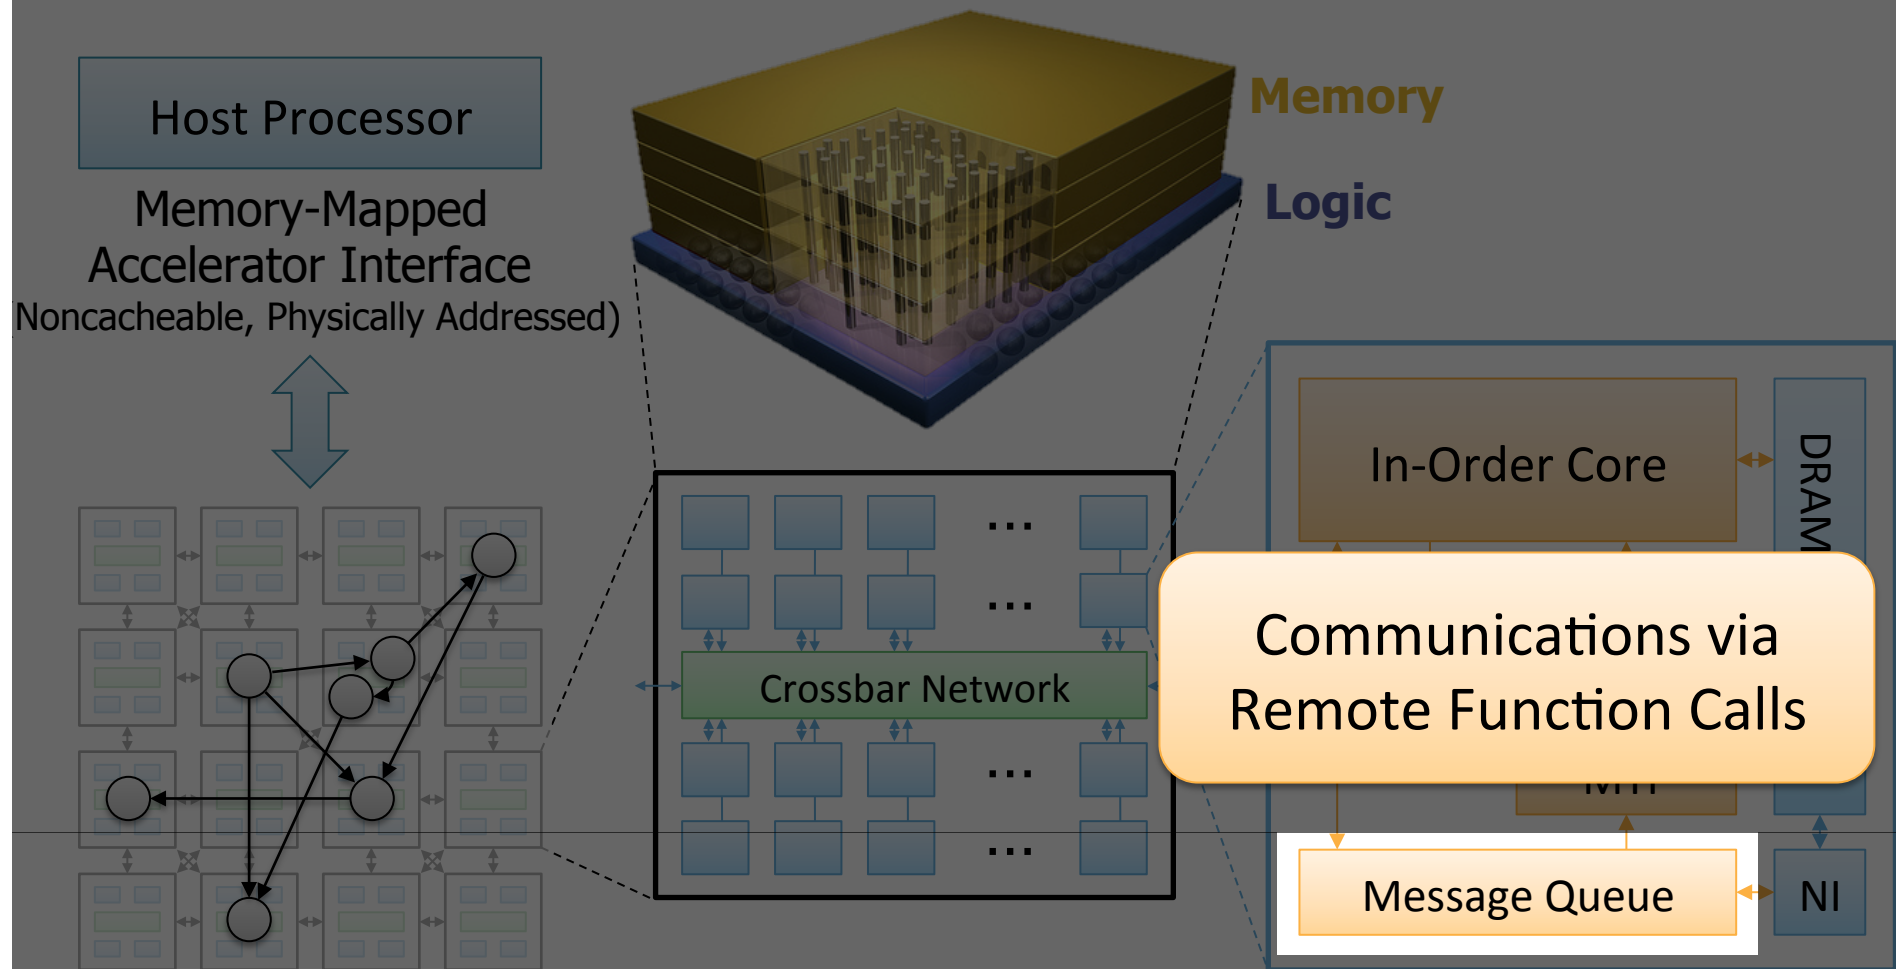 Host Processor
Memory-Mapped
Accelerator Interface
(Noncacheable, Physically Addressed)
Memory
Logic
In-Order Core
DRAM
...
...
Crossbar Network
Communications via
Remote Function Calls
...
...
Message Queue
NI